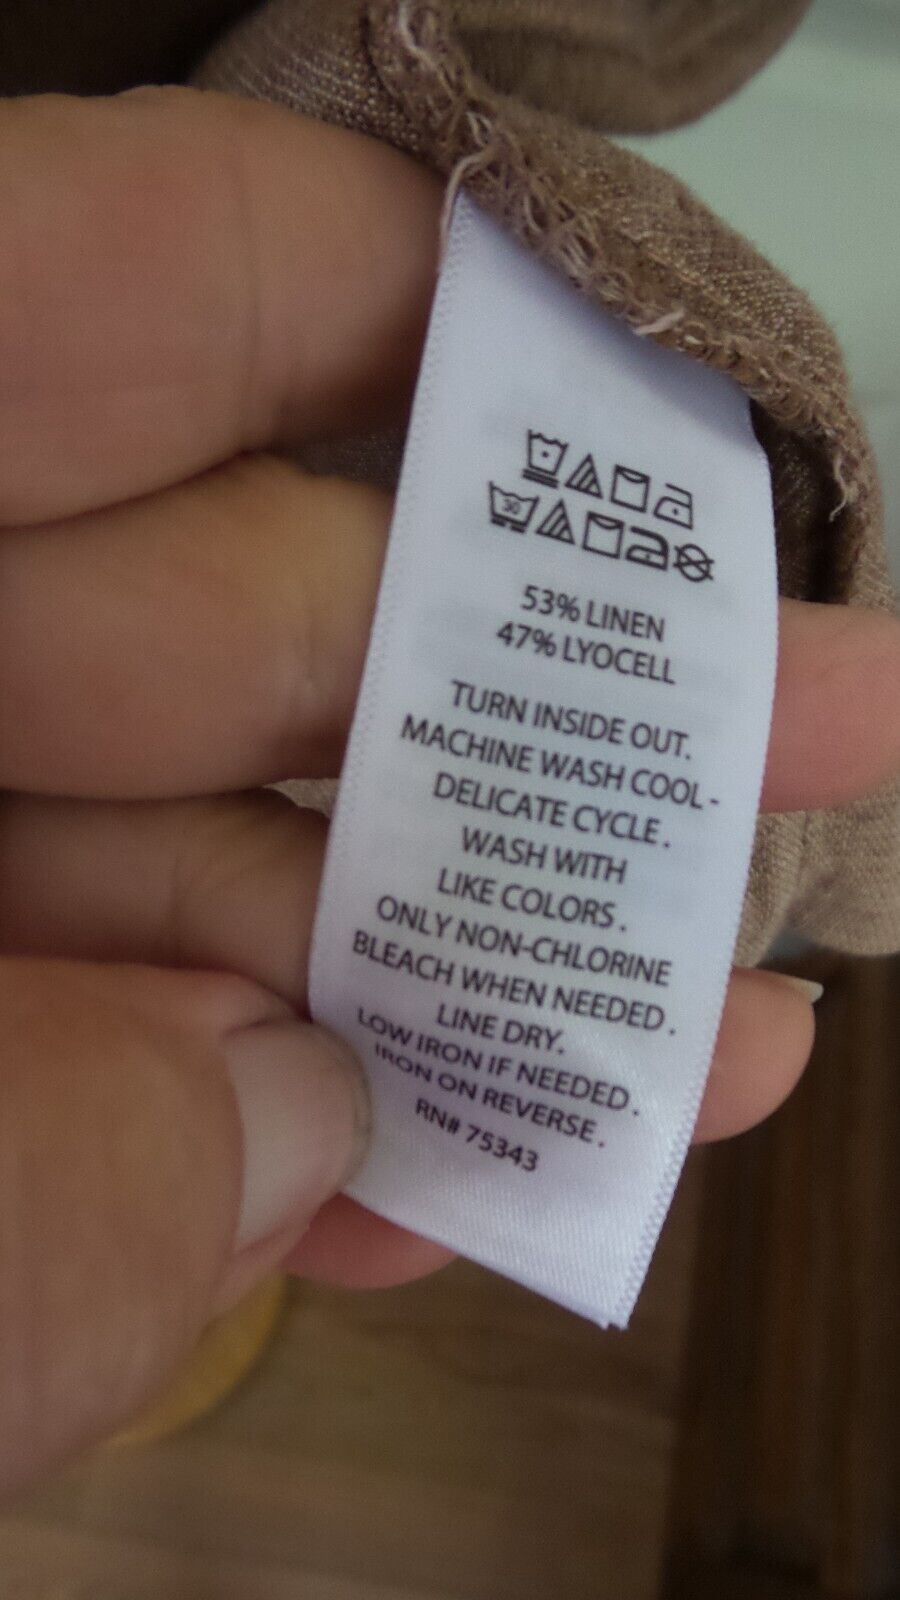 30
53% LINEN
47% LYOCELL
TURN INSIDE OUT.
MACHINE WASH COOL-
DELICATE CYCLE.
WASH WITH
LIKE COLORS.
ONLY NON-CHLORINE
BLEACH WHEN NEEDED.
LINE DRY.
LOW IRON IF NEEDED.
IRON ON REVERSE.
RN# 75343